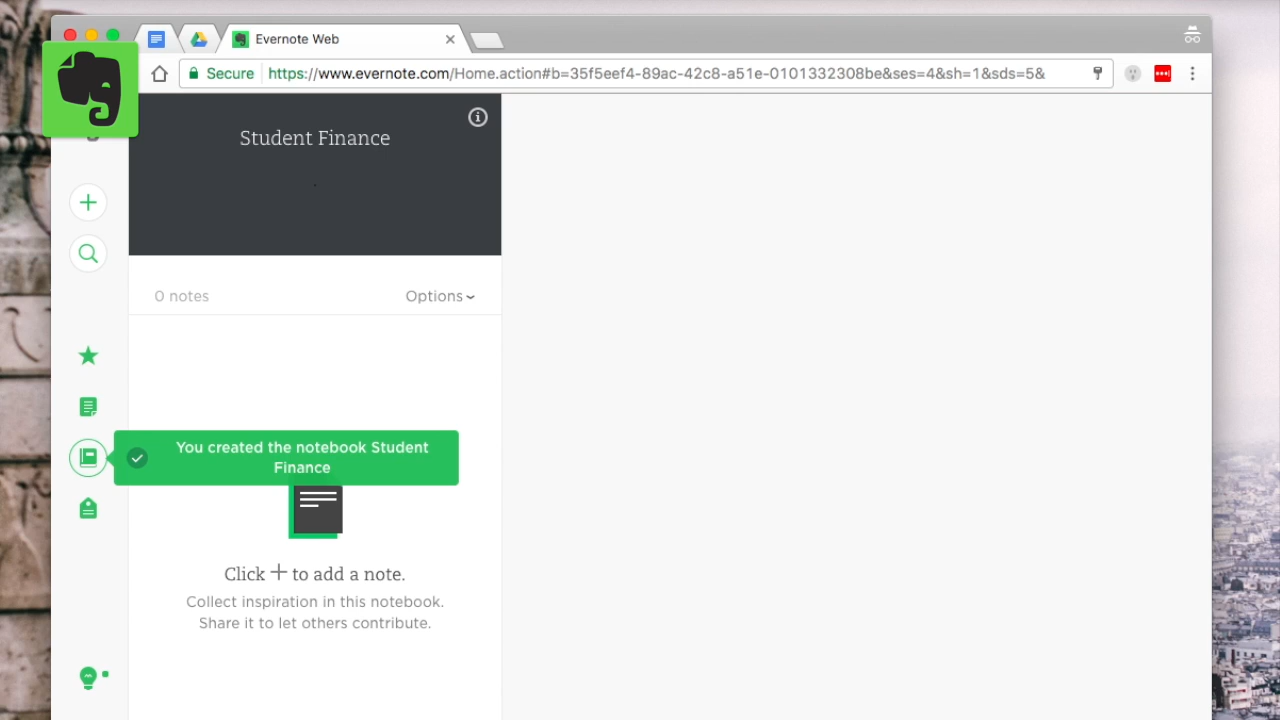 Evernote Web
Secure https://www.evernote.com/Home.action#b=35f5eef4-89ac-42c8-a51e-0101332308be&ses=4&sh=1&sds=5&
Student Finance
0 notes Options
You created the notebook Student
Finance
Click + to add a note.
Collect inspiration in this notebook.
Share it to let others contribute.